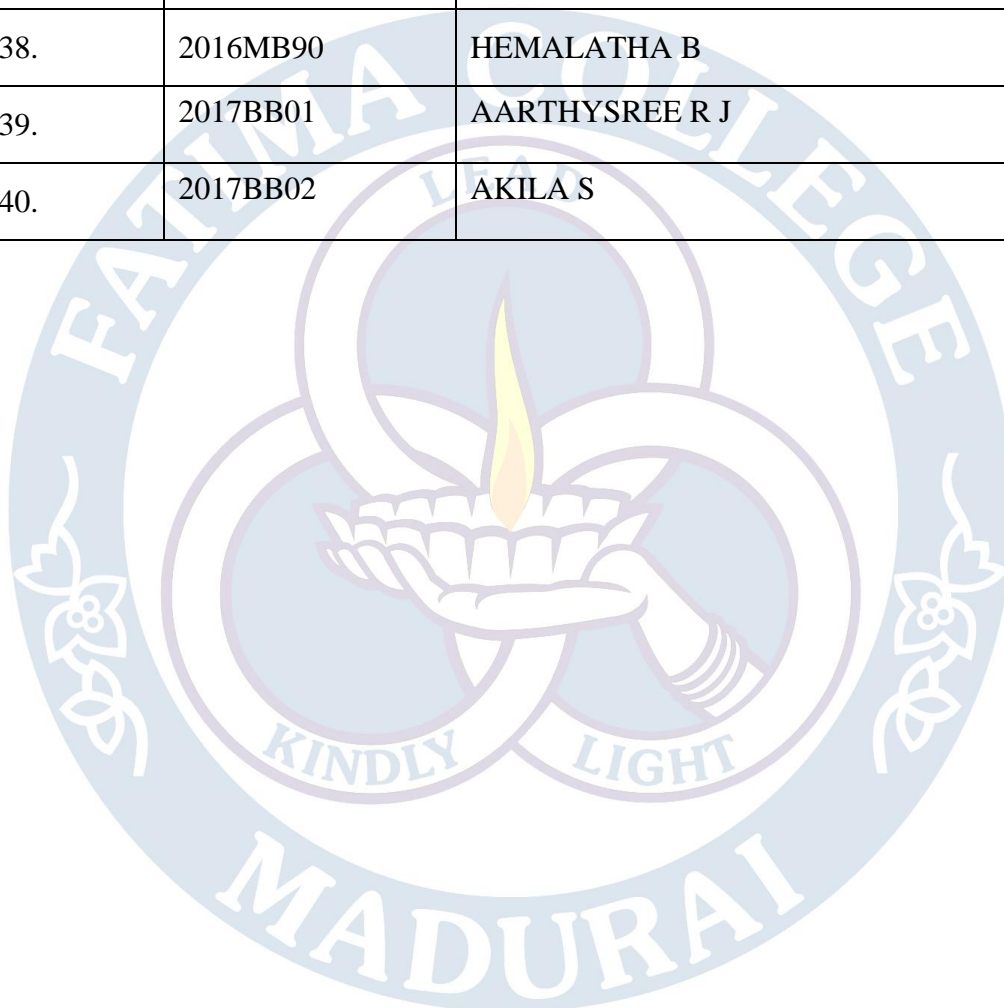 38. 2016MB90 HEMALATHA B
39. 2017BB01 AARTHYSREE R J
40. 2017BB02 AKILA S
FATIMA COLLEGE
LEAD
KINDLY LIGHT
MADURAI